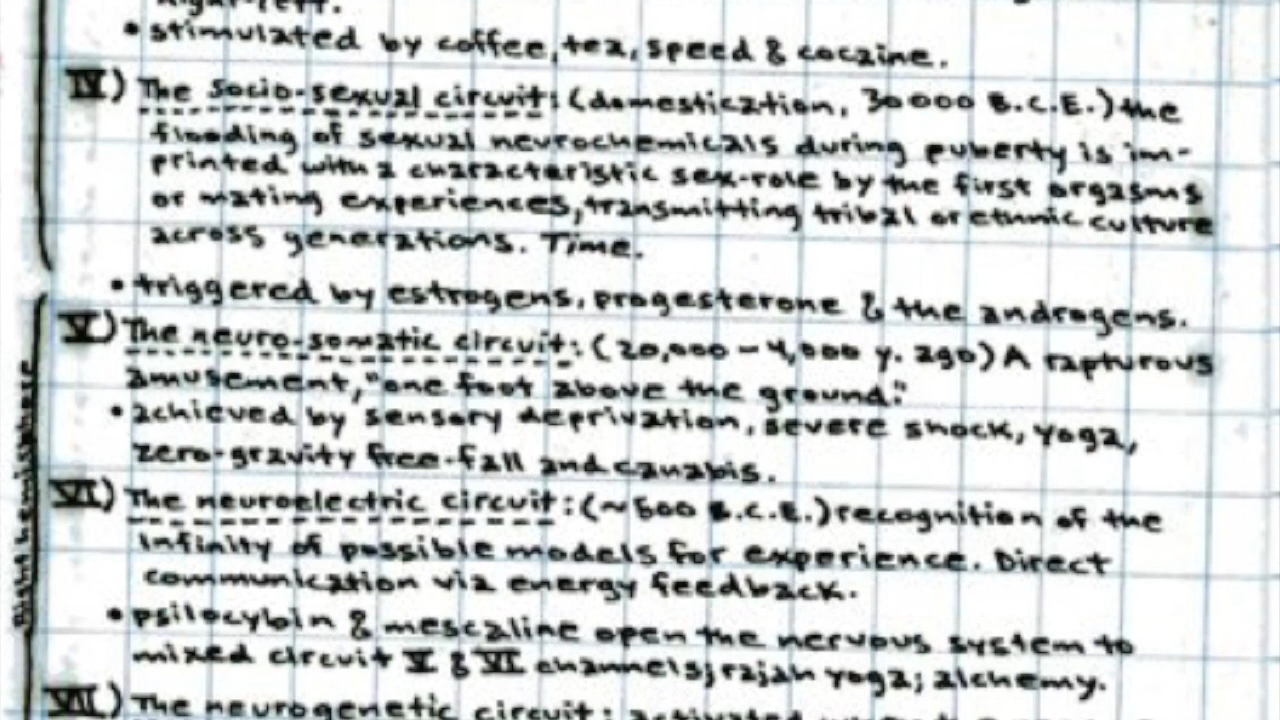 right-left.
• stimulated by coffee, tea, speed & cocaine.
IV) The Socio-sexual circuit: (domestication, 30000 B.C.E.) the
flooding of sexual neurochemicals during puberty is im-
printed with a characteristic sex-role by the first orgasms
or mating experiences, transmitting tribal or ethnic culture
across generations. Time.
• triggered by estrogens, progesterone & the androgens.
V) The neuro-somatic circuit: (20,000 – 4,000 y. ago) A rapturous
amusement, "one foot above the ground."
• achieved by sensory deprivation, severe shock, yoga,
zero-gravity free-fall and canabis.
VI) The neuroelectric circuit: (~500 B.C.E.) recognition of the
infinity of possible models for experience. Direct
communication via energy feedback.
• psilocybin & mescaline open the nervous system to
mixed circuit V & VI channels; rajah yoga; alchemy.
VII) The neurogenetic circuit: activated
Right hemisphere